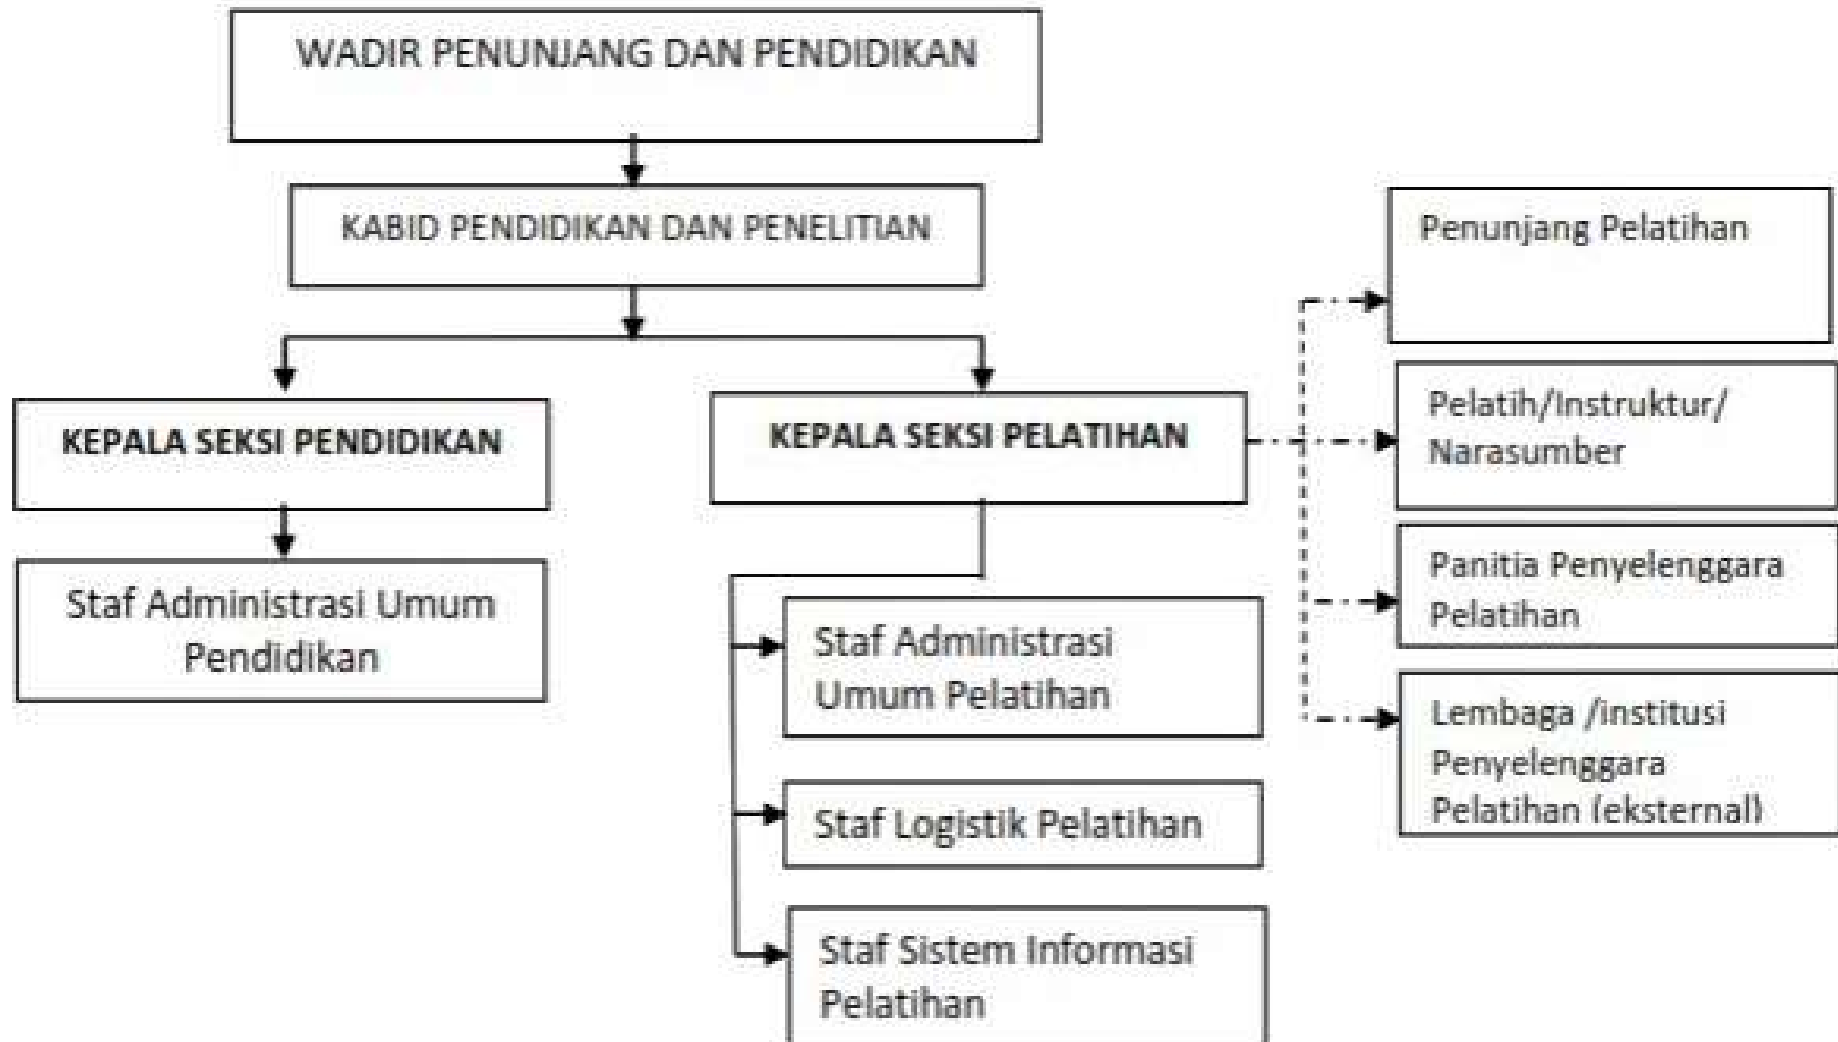 WADIR PENUNJANG DAN PENDIDIKAN
KABID PENDIDIKAN DAN PENELITIAN
KEPALA SEKSI PENDIDIKAN
Staf Administrasi Umum
Pendidikan
KEPALA SEKSI PELATIHAN
Staf Administrasi
Umum Pelatihan
Staf Logistik Pelatihan
Staf Sistem Informasi
Pelatihan
Penunjang Pelatihan
Pelatih/Instruktur/
Narasumber
Panitia Penyelenggara
Pelatihan
Lembaga /institusi
Penyelenggara
Pelatihan (eksternal)